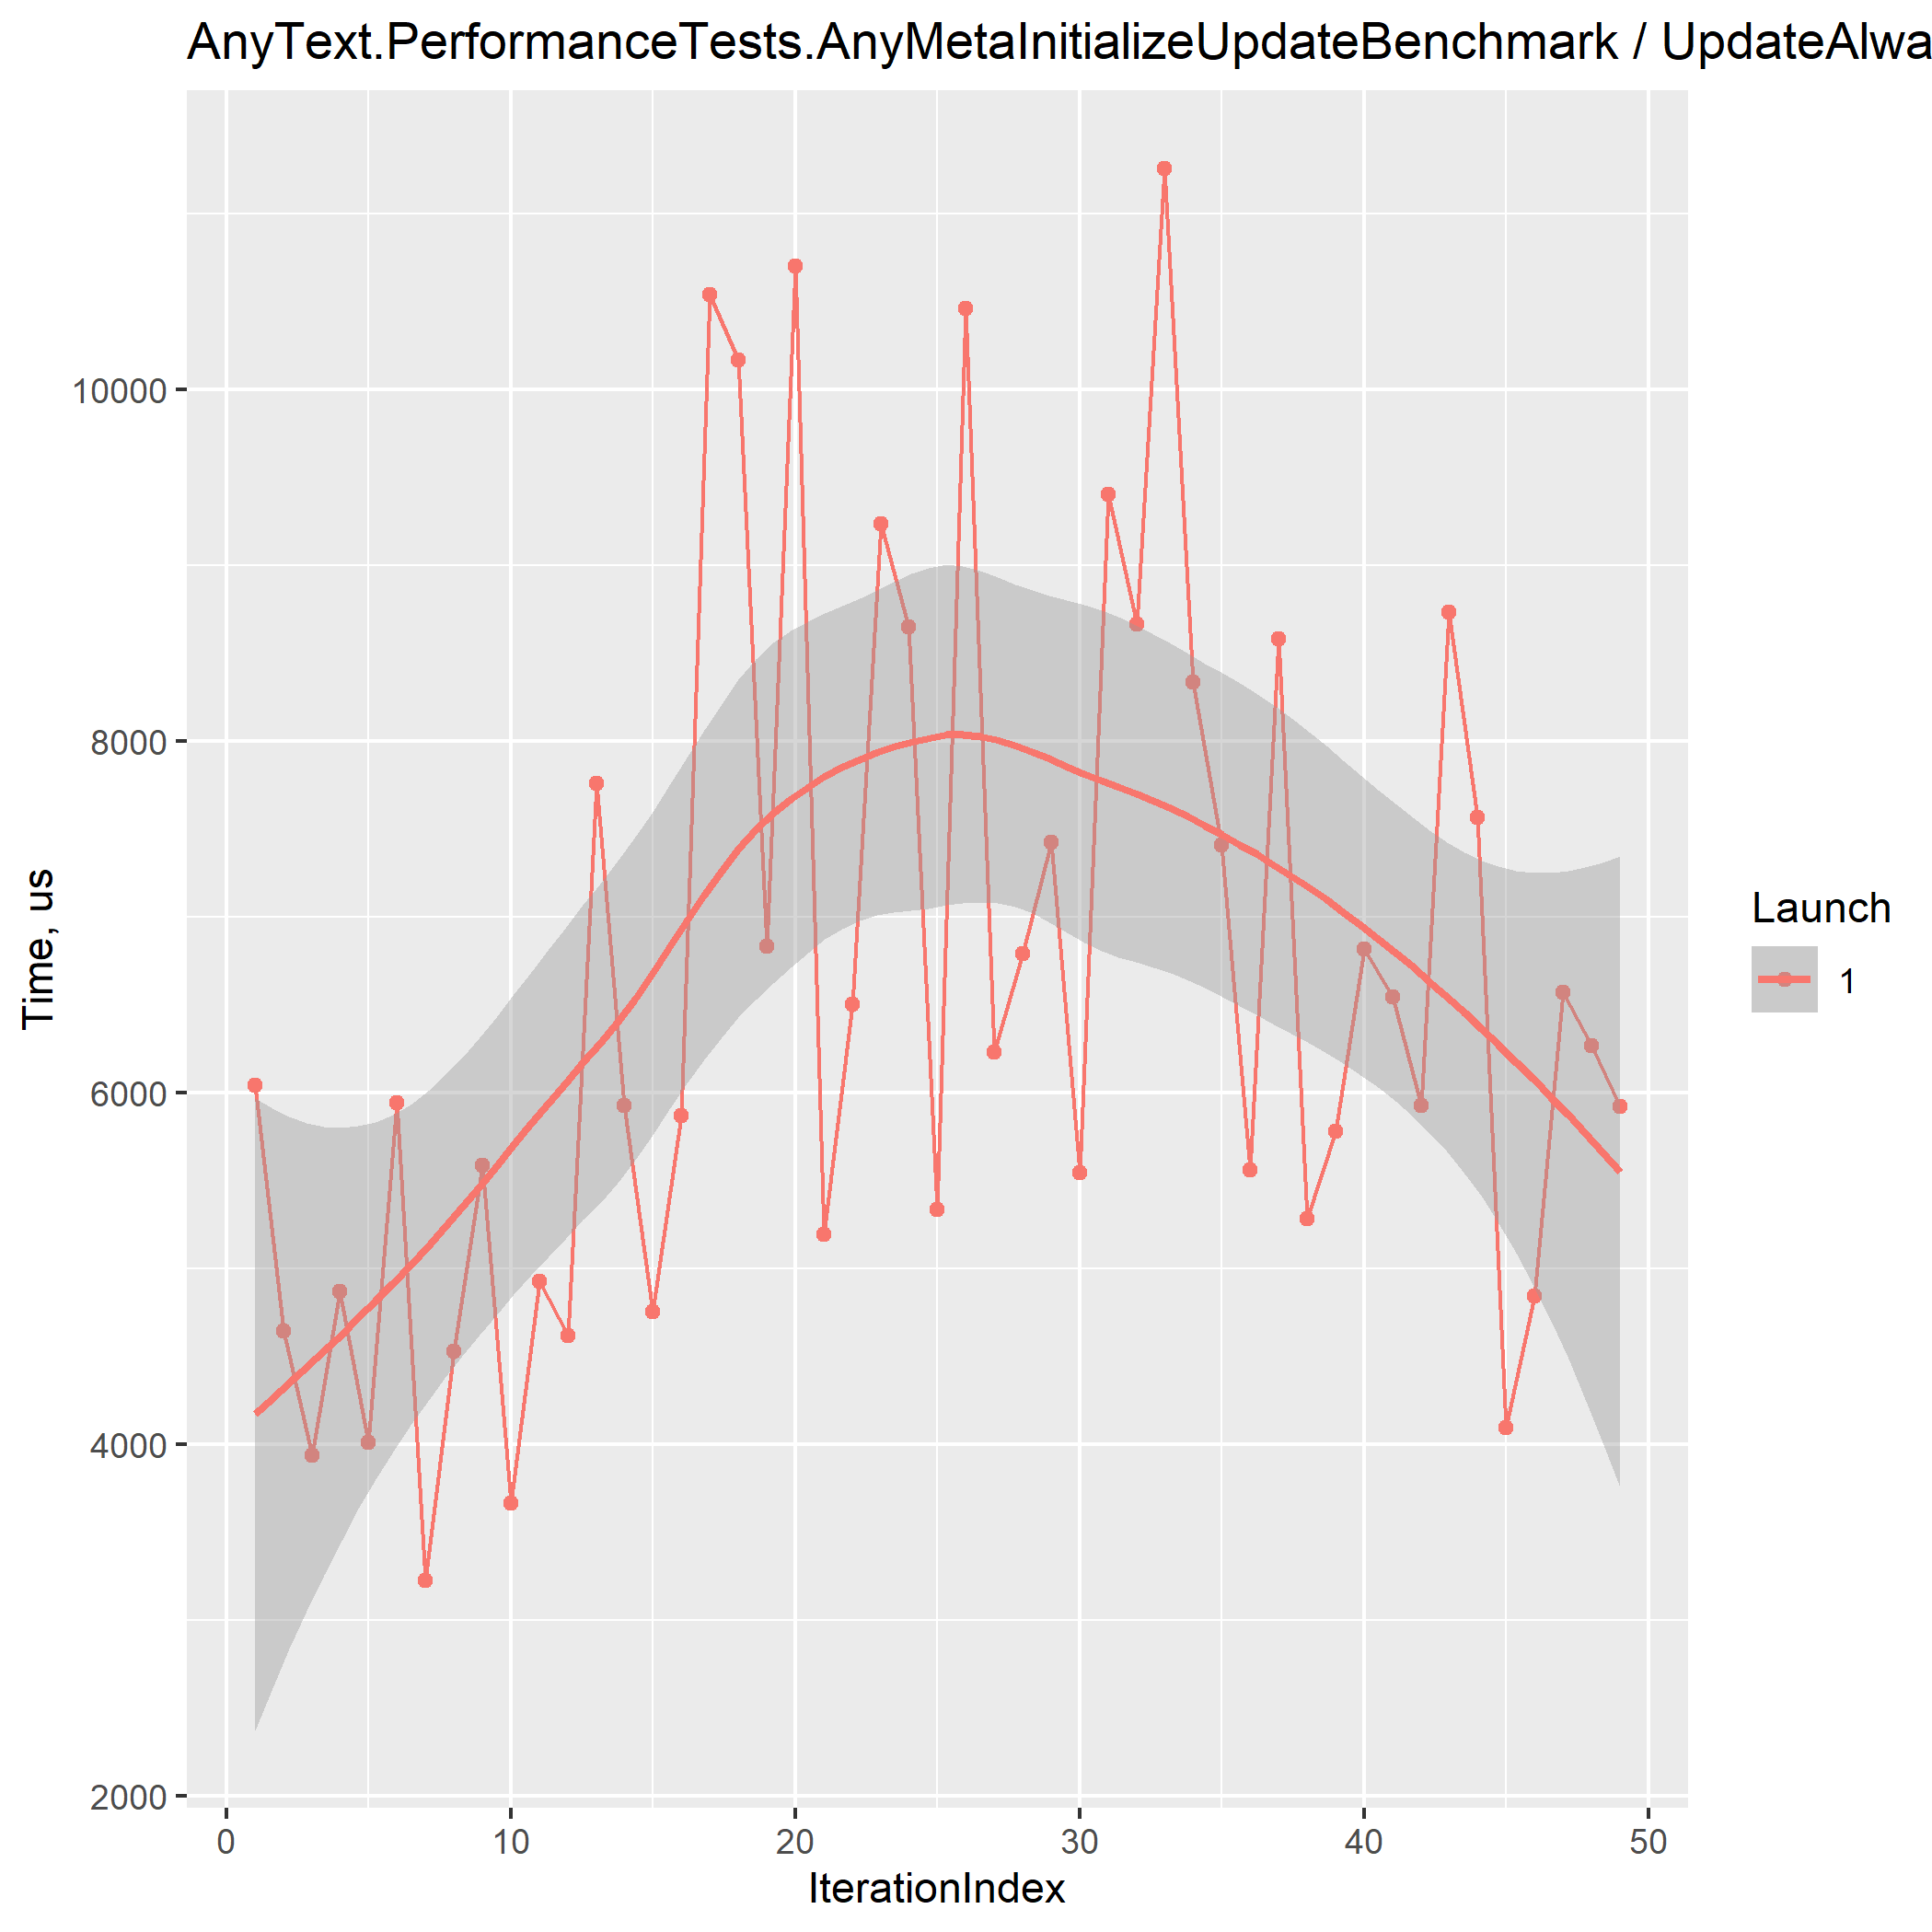 AnyText.PerformanceTests.AnyMetaInitializeUpdateBenchmark / UpdateAlwa
Time, us
10000
8000
6000
4000
2000
0 10 20 30 40 50
IterationIndex
Launch
1